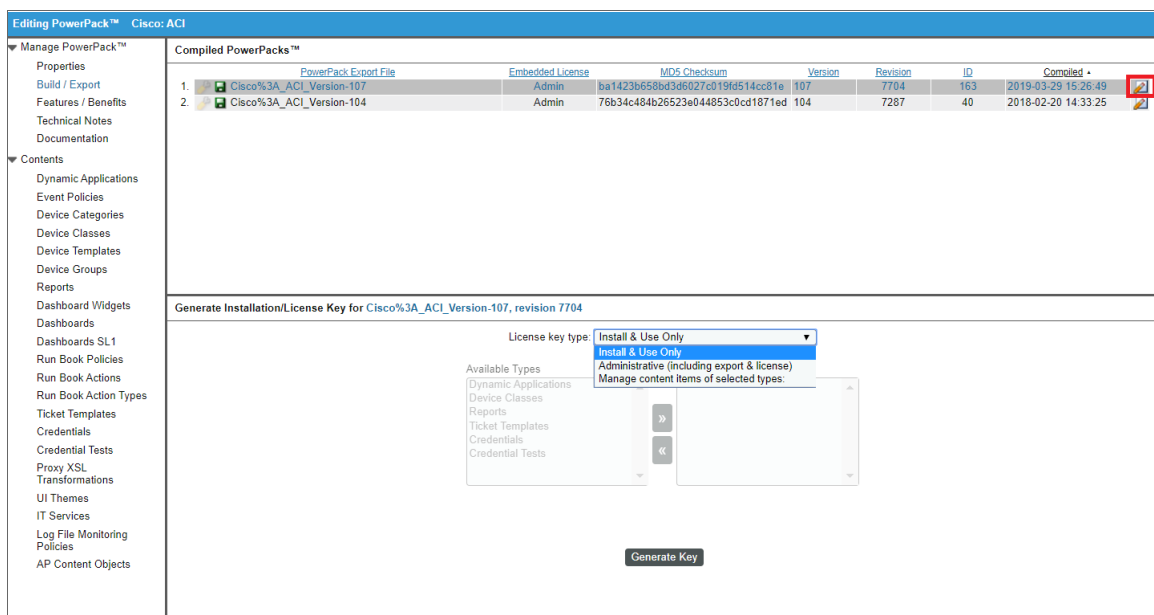 Editing PowerPack™ Cisco: ACI
Manage PowerPack™
Properties
Build / Export
Features / Benefits
Technical Notes
Documentation
Contents
Dynamic Applications
Event Policies
Device Categories
Device Classes
Device Templates
Device Groups
Reports
Dashboard Widgets
Dashboards
Dashboards SL1
Run Book Policies
Run Book Actions
Run Book Action Types
Ticket Templates
Credentials
Credential Tests
Proxy XSL
Transformations
UI Themes
IT Services
Log File Monitoring
Policies
AP Content Objects
Compiled PowerPacks™
PowerPack Export File Embedded License MD5 Checksum Version Revision ID Compiled
1. Cisco%3A_ACI_Version-107 Admin ba1423b658bd3d6027c019fd514cc81e 107 7704 163 2019-03-29 15:26:49
2. Cisco%3A_ACI_Version-104 Admin 76b34c484b26523e044853c0cd1871ed 104 7287 40 2018-02-20 14:33:25
Generate Installation/License Key for Cisco%3A_ACI_Version-107, revision 7704
License key type: Install & Use Only
Install & Use Only
Administrative (including export & license)
Manage content items of selected types:
Available Types
Dynamic Applications
Device Classes
Reports
Ticket Templates
Credentials
Credential Tests
»
«
Generate Key